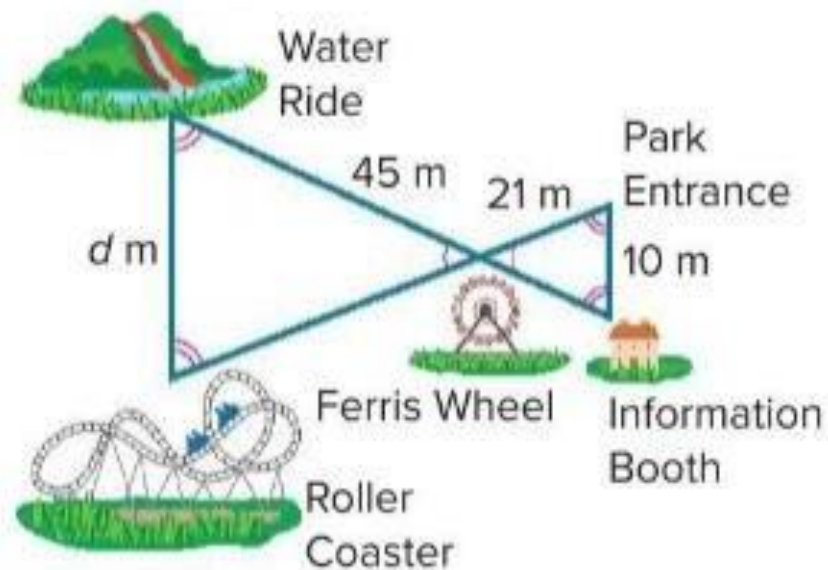 Water
Ride
Park
Entrance
45 m
21 m
d m
10 m
Ferris Wheel
Information
Booth
Roller
Coaster